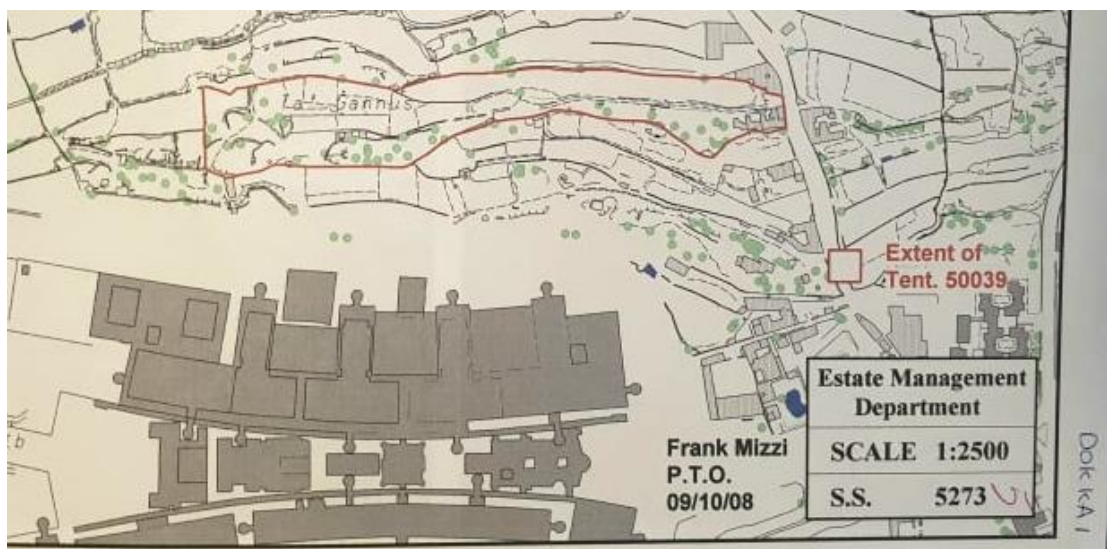 Ta' Gannus
Extent of
Tent. 50039
Estate Management
Department
SCALE 1:2500
S.S. 5273
Frank Mizzi
P.T.O.
09/10/08
DOK KA1